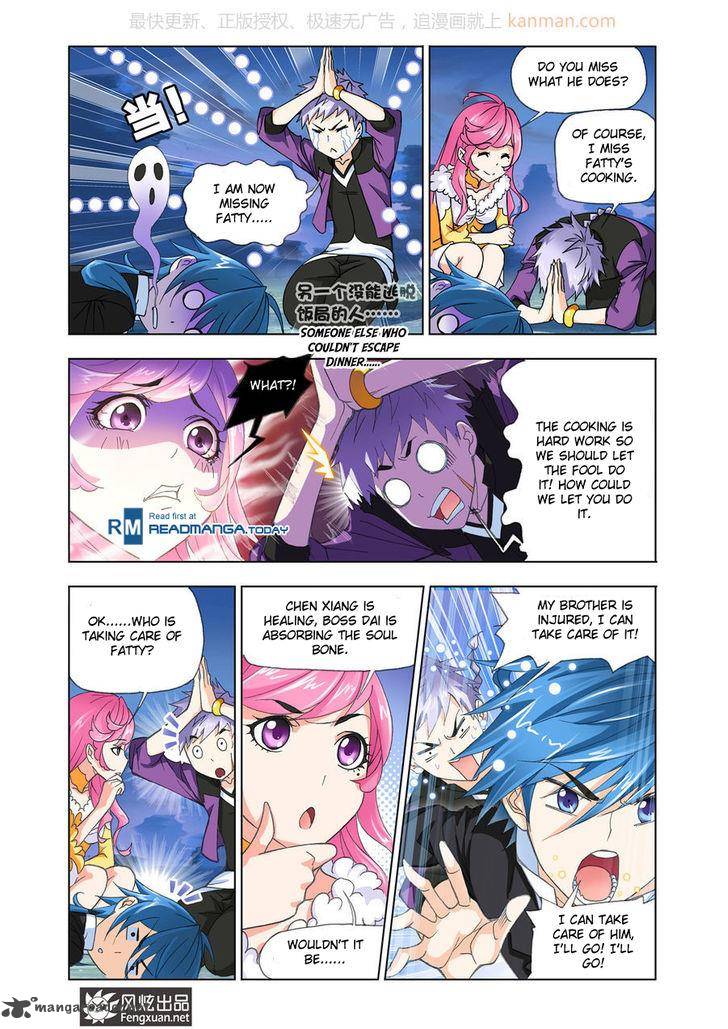 最快更新、正版授权、极速无广告，追漫画就上 kanman.com
当！
I AM NOW
MISSING
FATTY.....
另一个没能逃脱
饭局的人……
SOMEONE ELSE WHO
COULDN'T ESCAPE
DINNER......
DO YOU MISS
WHAT HE DOES?
OF COURSE,
I MISS
FATTY'S
COOKING.
WHAT?!
THE COOKING IS
HARD WORK SO
WE SHOULD LET
THE FOOL DO
IT! HOW COULD
WE LET YOU DO
IT.
RM Read first at
READMANGA.TODAY
OK......WHO IS
TAKING CARE OF
FATTY?
CHEN XIANG IS
HEALING, BOSS DAI IS
ABSORBING THE SOUL
BONE.
WOULDN'T IT
BE......
MY BROTHER IS
INJURED, I CAN
TAKE CARE OF IT!
I CAN TAKE
CARE OF HIM,
I'LL GO! I'LL
GO!
风炫出品
Fengxuan.net